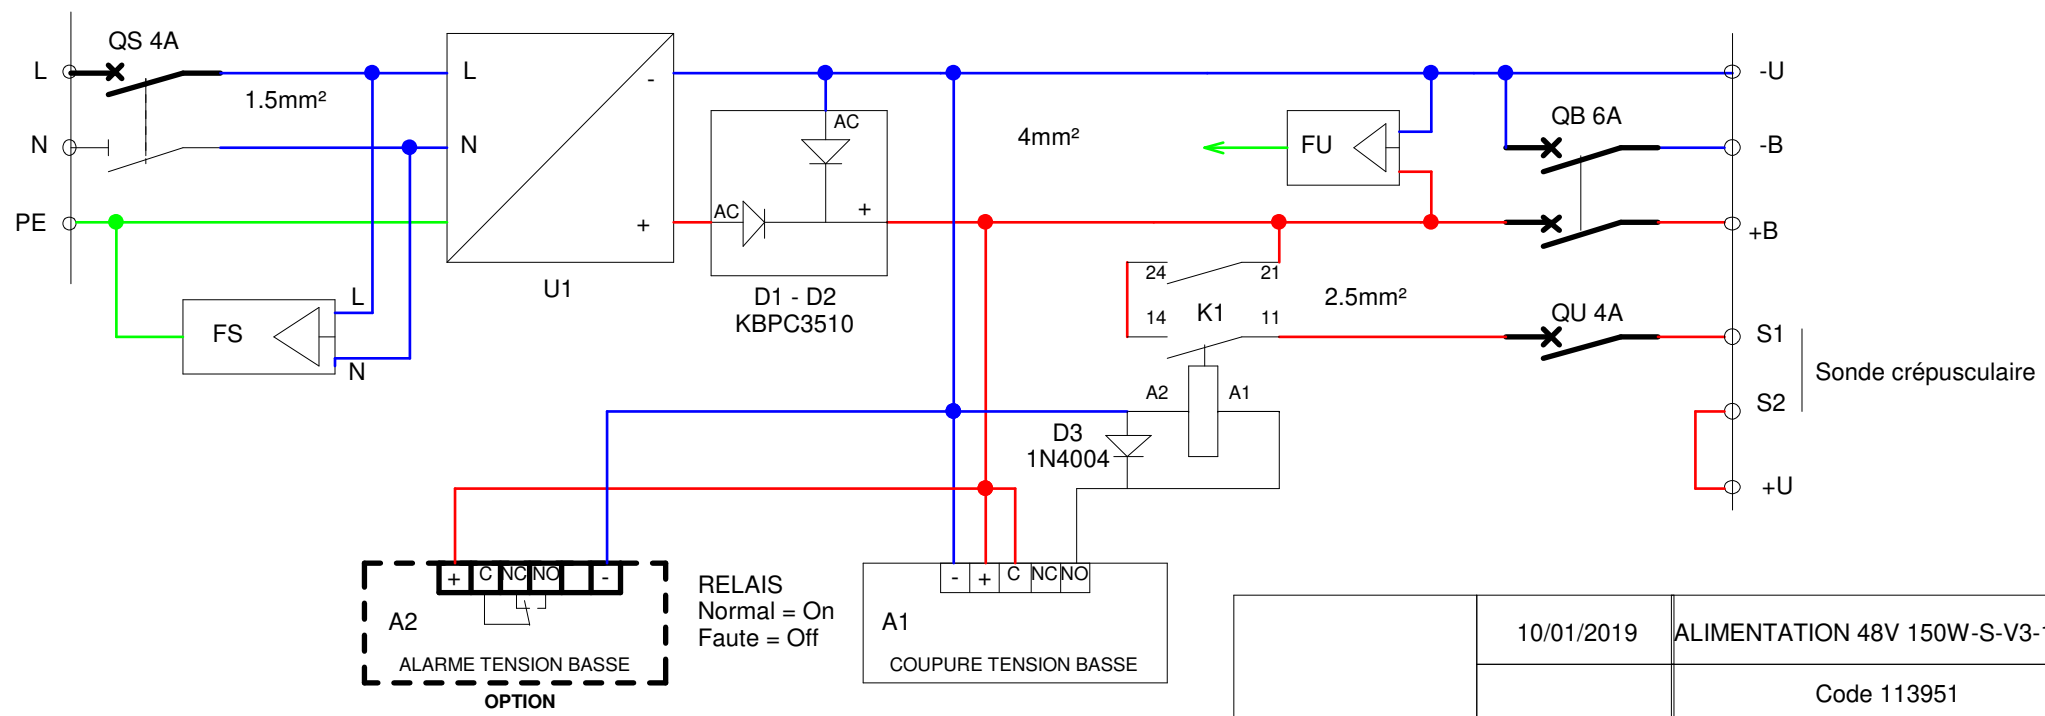 QS 4A
L
1.5mm²
N
PE
L
N
-
+
U1
AC
AC
+
D1 - D2
KBPC3510
4mm²
FU
QB 6A
-U
-B
+B
24
21
14
K1
11
2.5mm²
QU 4A
S1
Sonde crépusculaire
S2
+U
FS
L
N
A2
A1
D3
1N4004
+ C NC NO -
A2
ALARME TENSION BASSE
OPTION
RELAIS
Normal = On
Faute = Off
- + C NC NO
A1
COUPURE TENSION BASSE
10/01/2019
ALIMENTATION 48V 150W-S-V3-
Code 113951